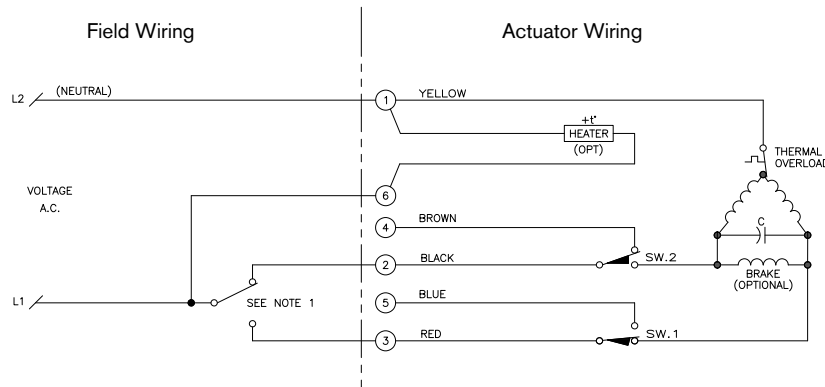 Field Wiring
Actuator Wiring
L2
(NEUTRAL)
1
YELLOW
+t°
HEATER
(OPT)
THERMAL
OVERLOAD
VOLTAGE
A.C.
6
4
BROWN
C
2
BLACK
SW.2
BRAKE
(OPTIONAL)
L1
SEE NOTE 1
5
BLUE
3
RED
SW.1